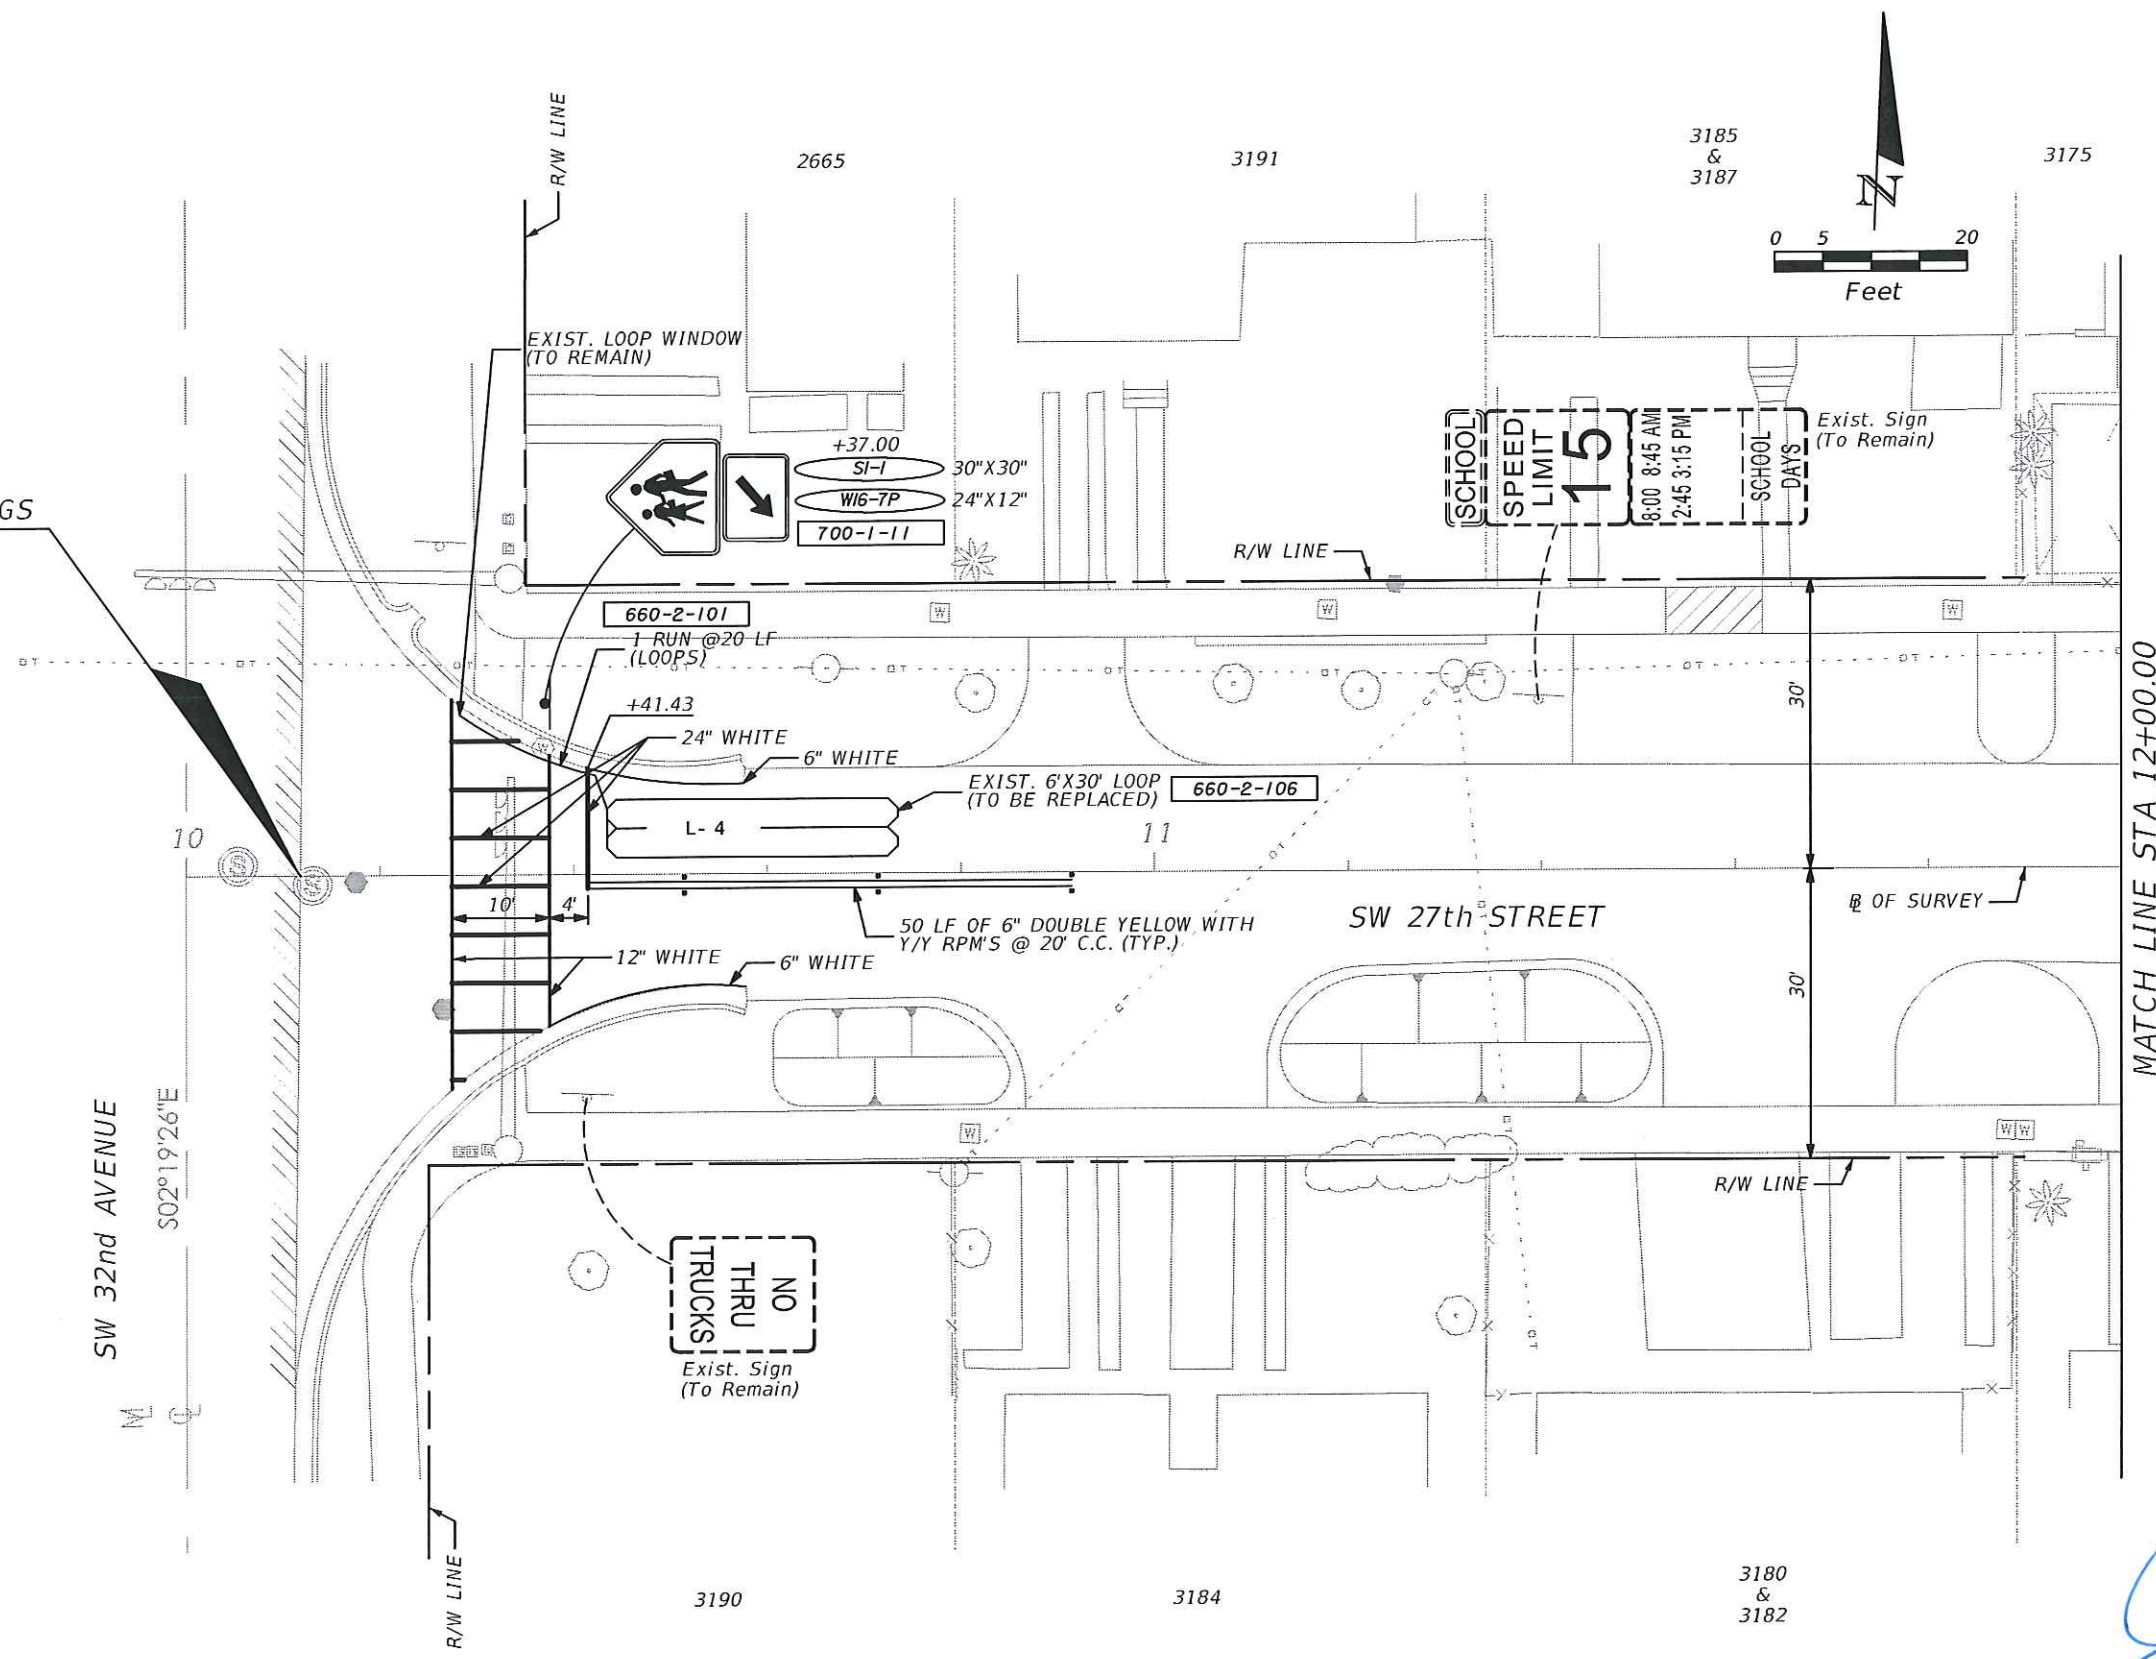 2665
3191
3185
&
3187
3175
R/W LINE
N
0 5 20
Feet
EXIST. LOOP WINDOW
(TO REMAIN)
+37.00
S1-1 30"X30"
W16-7P 24"X12"
700-1-11
SCHOOL
SPEED
LIMIT
15
8:00 8:45 AM
2:45 3:15 PM
SCHOOL
DAYS
Exist. Sign
(To Remain)
GS
R/W LINE
660-2-101
1 RUN @20 LF
(LOOPS)
W
W
W
30'
+41.43
24" WHITE
6" WHITE
EXIST. 6'X30' LOOP
(TO BE REPLACED)
660-2-106
L-4
10
11
S
S
10'
4'
50 LF OF 6" DOUBLE YELLOW WITH
Y/Y RPM'S @ 20' C.C. (TYP.)
SW 27th STREET
BL OF SURVEY
12" WHITE
6" WHITE
30'
MATCH LINE STA 12+00.00
SW 32nd AVENUE
S02°19'26"E
W
W W
R/W LINE
NO
THRU
TRUCKS
Exist. Sign
(To Remain)
M
CL
R/W LINE
3190
3184
3180
&
3182